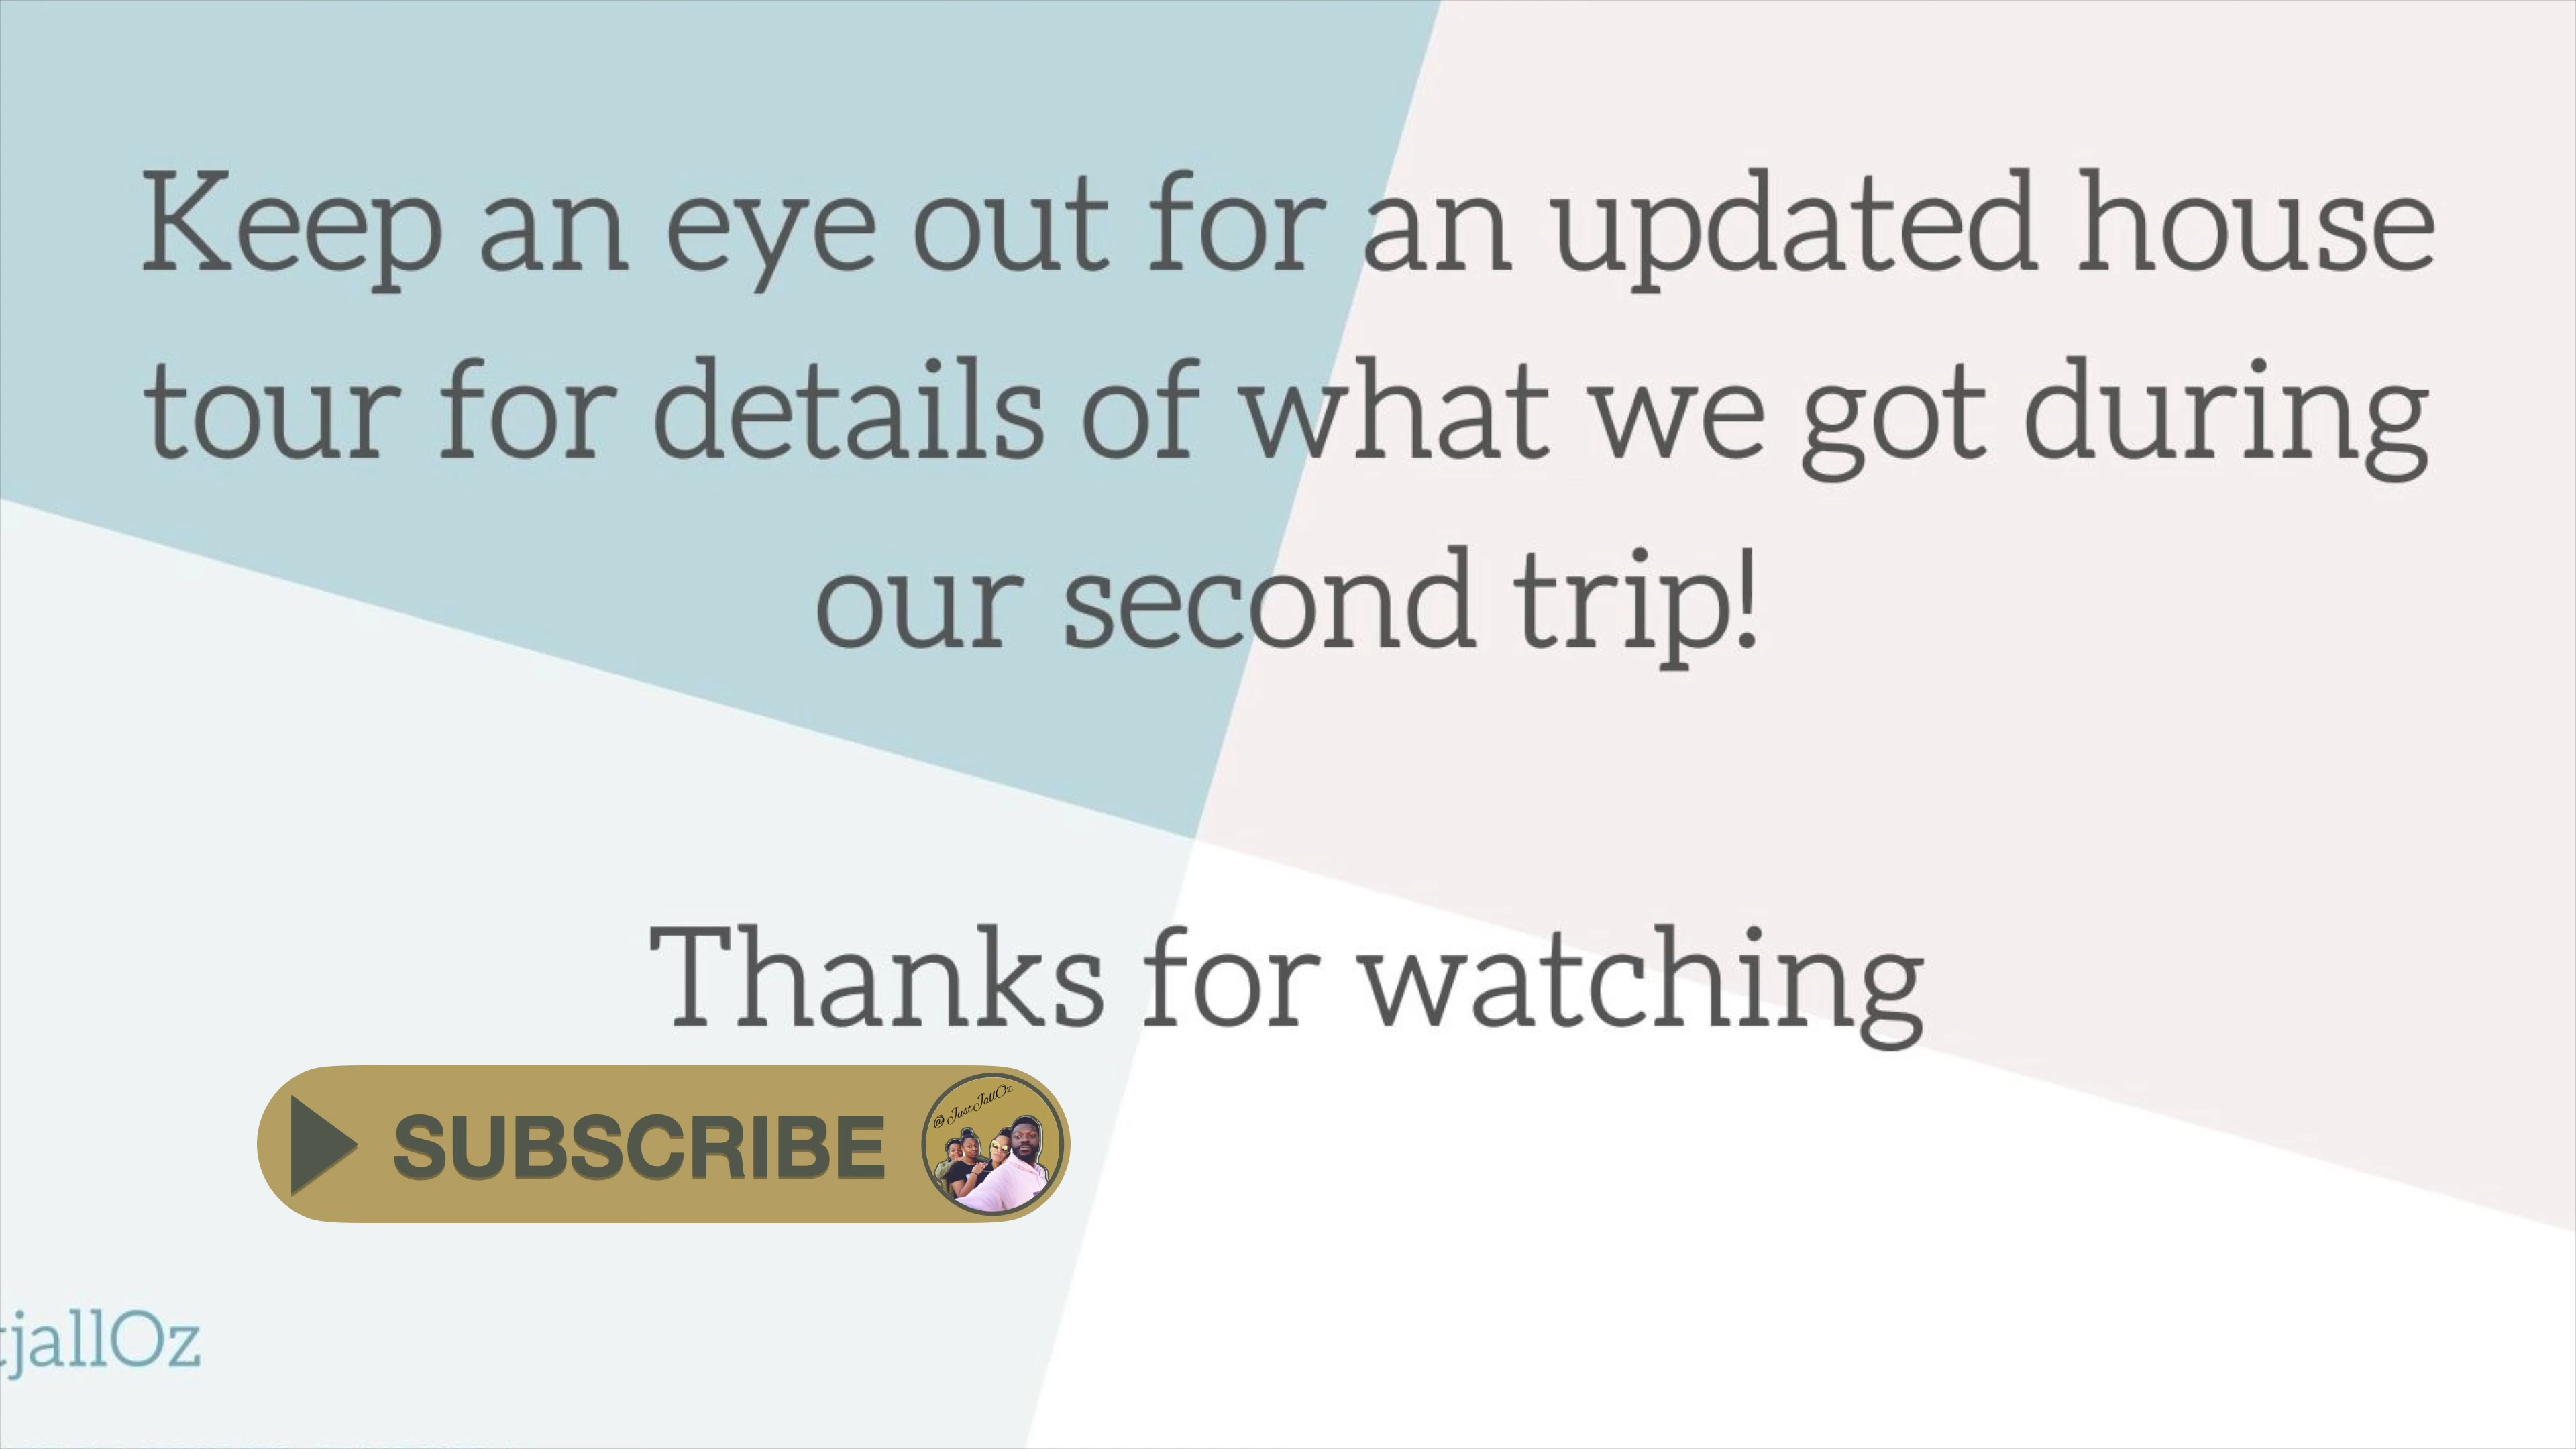 Keep an eye out for an updated house
tour for details of what we got during
our second trip!
Thanks for watching
SUBSCRIBE
@JustJallOz
tjallOz